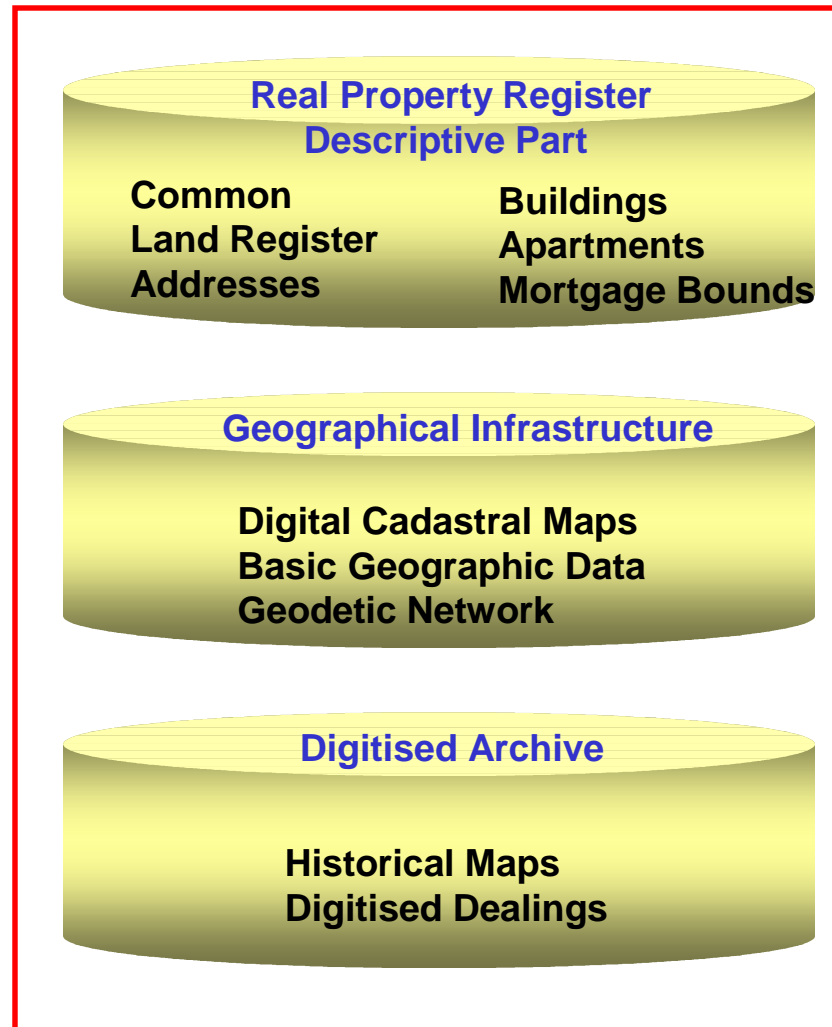 Real Property Register
Descriptive Part
Common
Land Register
Addresses
Buildings
Apartments
Mortgage Bounds
Geographical Infrastructure
Digital Cadastral Maps
Basic Geographic Data
Geodetic Network
Digitised Archive
Historical Maps
Digitised Dealings